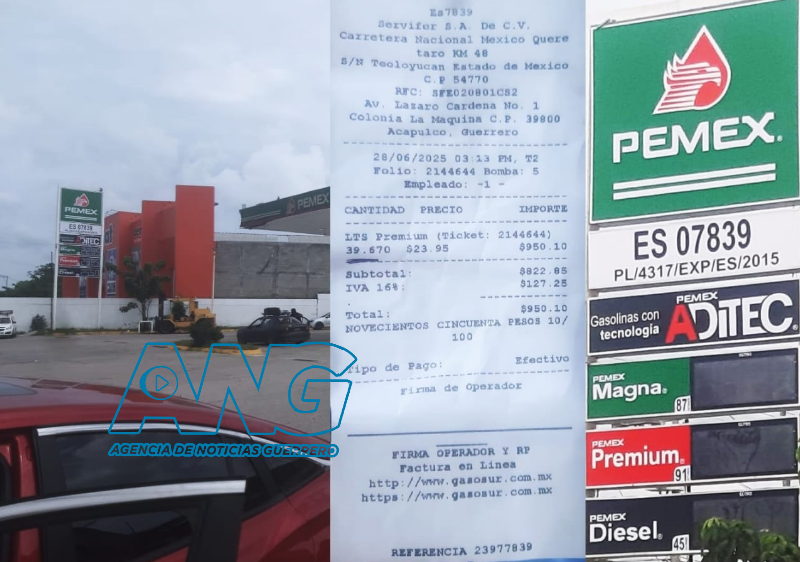 PEMEX
ES 07839
ADiTEC
PEMEX
ANG
AGENCIA DE NOTICIAS GUERRERO
Es7839
Servifer S.A. De C.V.
Carretera Nacional Mexico Quere
taro KM 48
S/N Teoloyucan Estado de Mexico
C.P 54770
RFC: SFE020801CS2
Av. Lazaro Cardena No. 1
Colonia La Maquina C.P. 39800
Acapulco, Guerrero
28/06/2025 03:13 PM, T2
Folio: 2144644 Bomba: 5
Empleado: -1 -
CANTIDAD PRECIO IMPORTE
LTS Premium (Ticket: 2144644)
39.670 $23.95 $950.10
Subtotal: $822.85
IVA 16%: $127.25
.
Total: $950.10
NOVECIENTOS CINCUENTA PESOS 10/
100
Tipo de Pago: Efectivo
Firma de Operador
FIRMA OPERADOR Y RP
Factura en Linea
http://www.gasosur.com.mx
https://www.gasosur.com.mx
REFERENCIA 23977839
PEMEX®
ES 07839
PL/4317/EXP/ES/2015
Gasolinas con
tecnología
PEMEX
ADiTEC®
PEMEX
Magna®
87
PEMEX
Premium®
91
PEMEX
Diesel®
45